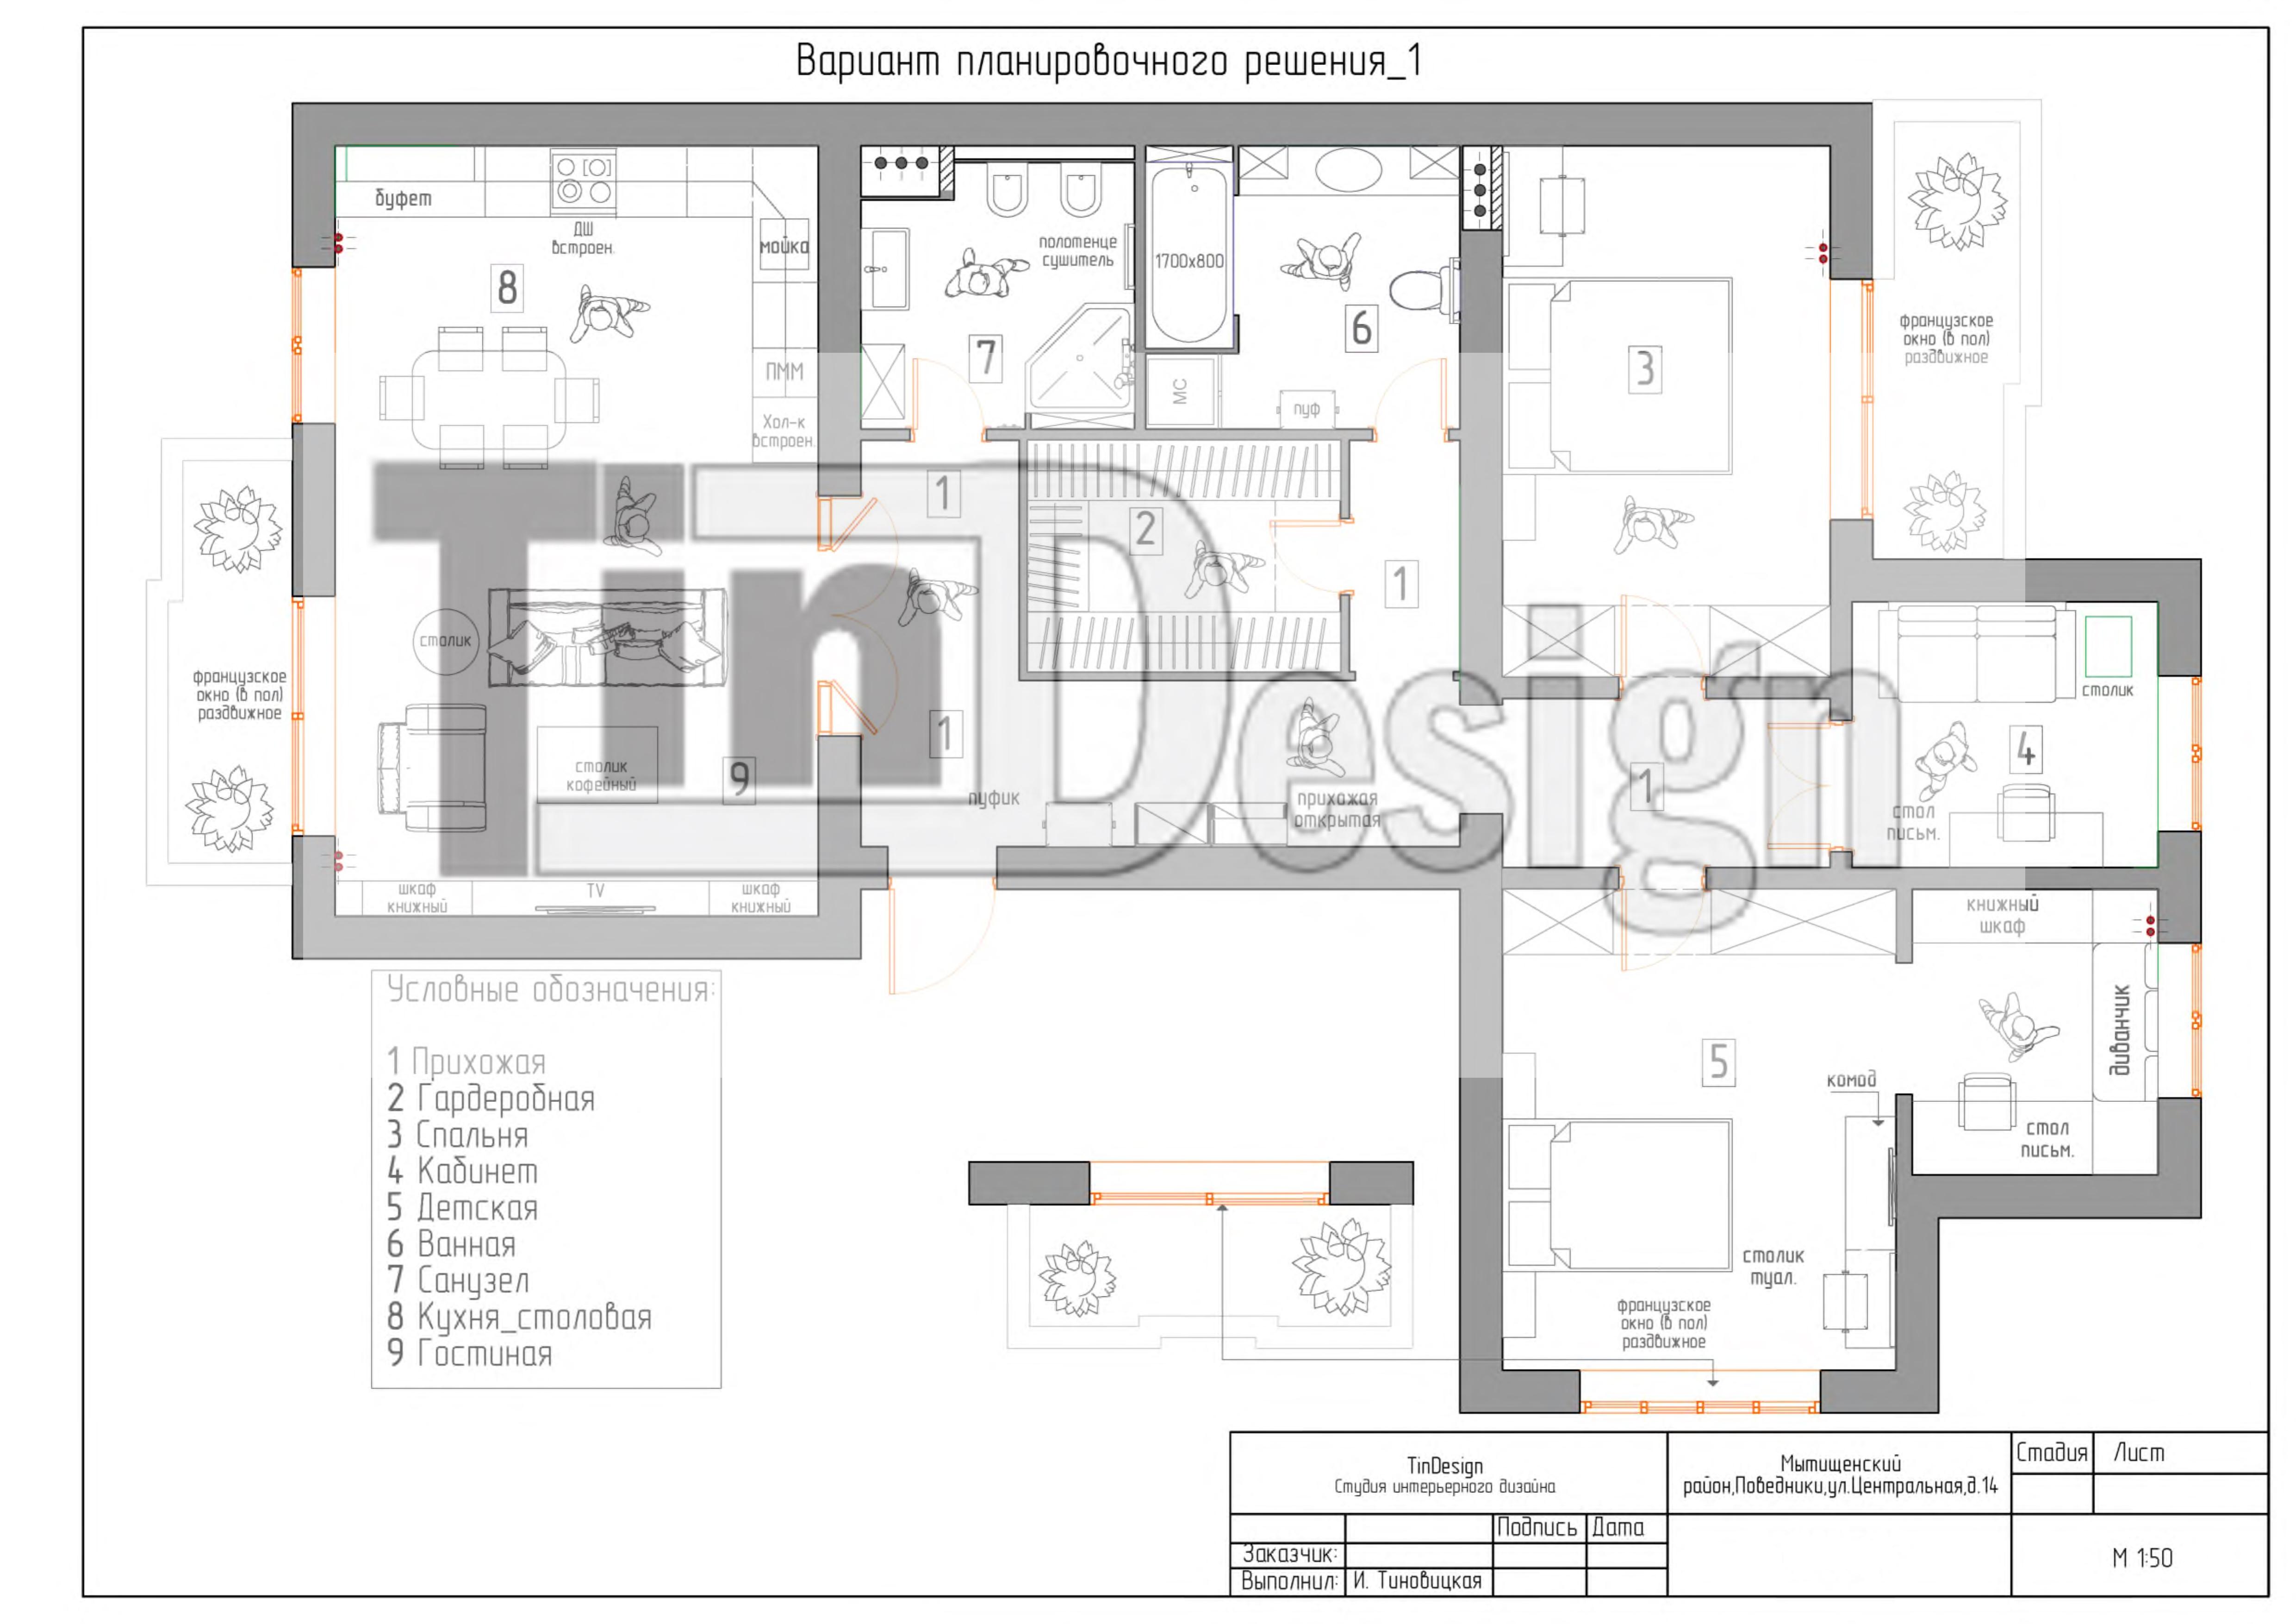 Вариант планировочного решения_1
буфет
ДШ
встроен.
мойка
8
ПММ
Хол-к
встроен.
полотенце
сушитель
7
1700х800
МС
6
пуф
3
французское
окно (в пол)
раздвижное
1
2
1
TinDesign
столик
французское
окно (в пол)
раздвижное
столик
кофейный
9
1
пуфик
прихожая
открытая
1
столик
4
стол
письм.
шкаф
книжный
TV
шкаф
книжный
книжный
шкаф
диванчик
5
комод
стол
письм.
столик
туал.
французское
окно (в пол)
раздвижное
Условные обозначения:
1 Прихожая
2 Гардеробная
3 Спальня
4 Кабинет
5 Детская
6 Ванная
7 Санузел
8 Кухня_столовая
9 Гостиная
TinDesign
Студия интерьерного дизайна
Мытищенский
район,Поведники,ул.Центральная,д.14
Стадия Лист
Подпись Дата
Заказчик:
Выполнил: И. Тиновицкая
М 1:50